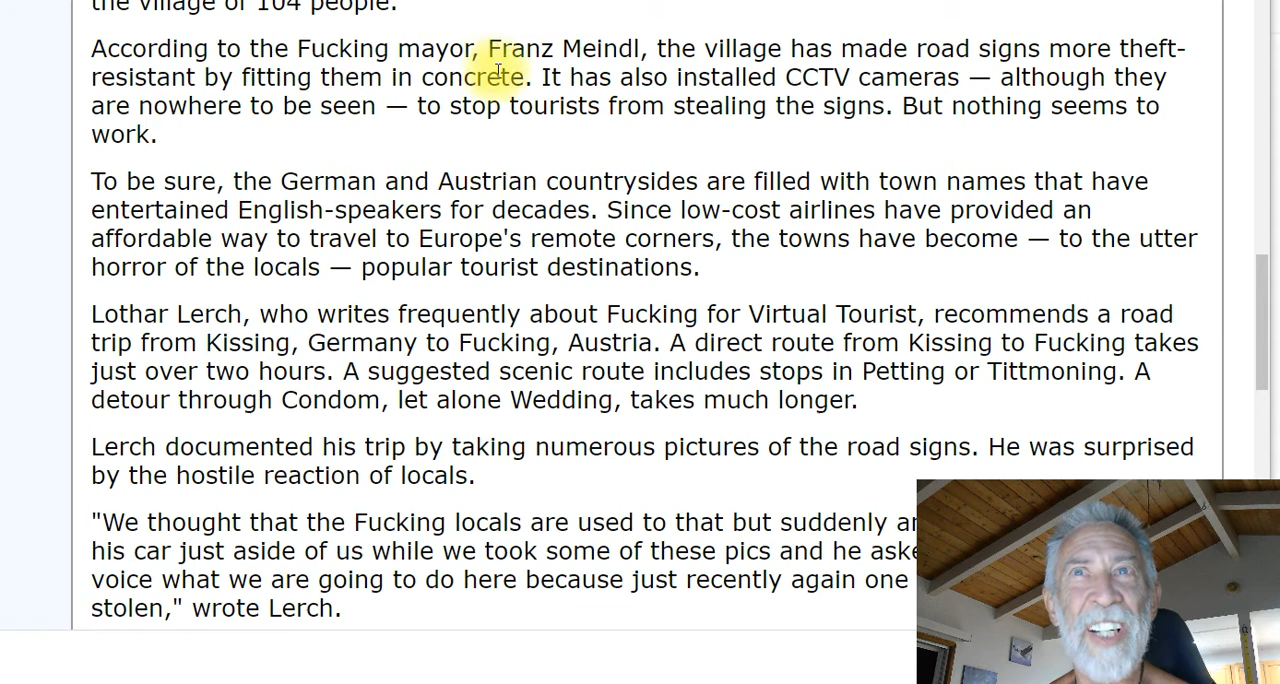 the village of 104 people.
According to the Fucking mayor, Franz Meindl, the village has made road signs more theft-
resistant by fitting them in concrete. It has also installed CCTV cameras — although they
are nowhere to be seen — to stop tourists from stealing the signs. But nothing seems to
work.
To be sure, the German and Austrian countrysides are filled with town names that have
entertained English-speakers for decades. Since low-cost airlines have provided an
affordable way to travel to Europe's remote corners, the towns have become — to the utter
horror of the locals — popular tourist destinations.
Lothar Lerch, who writes frequently about Fucking for Virtual Tourist, recommends a road
trip from Kissing, Germany to Fucking, Austria. A direct route from Kissing to Fucking takes
just over two hours. A suggested scenic route includes stops in Petting or Tittmoning. A
detour through Condom, let alone Wedding, takes much longer.
Lerch documented his trip by taking numerous pictures of the road signs. He was surprised
by the hostile reaction of locals.
"We thought that the Fucking locals are used to that but suddenly
his car just aside of us while we took some of these pics and he
voice what we are going to do here because just recently again one
stolen," wrote Lerch.